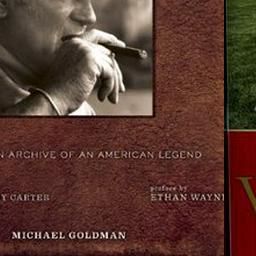 N ARCHIVE OF AN AMERICAN LEGEND
Y CARTER
preface by
ETHAN WAYN
MICHAEL GOLDMAN